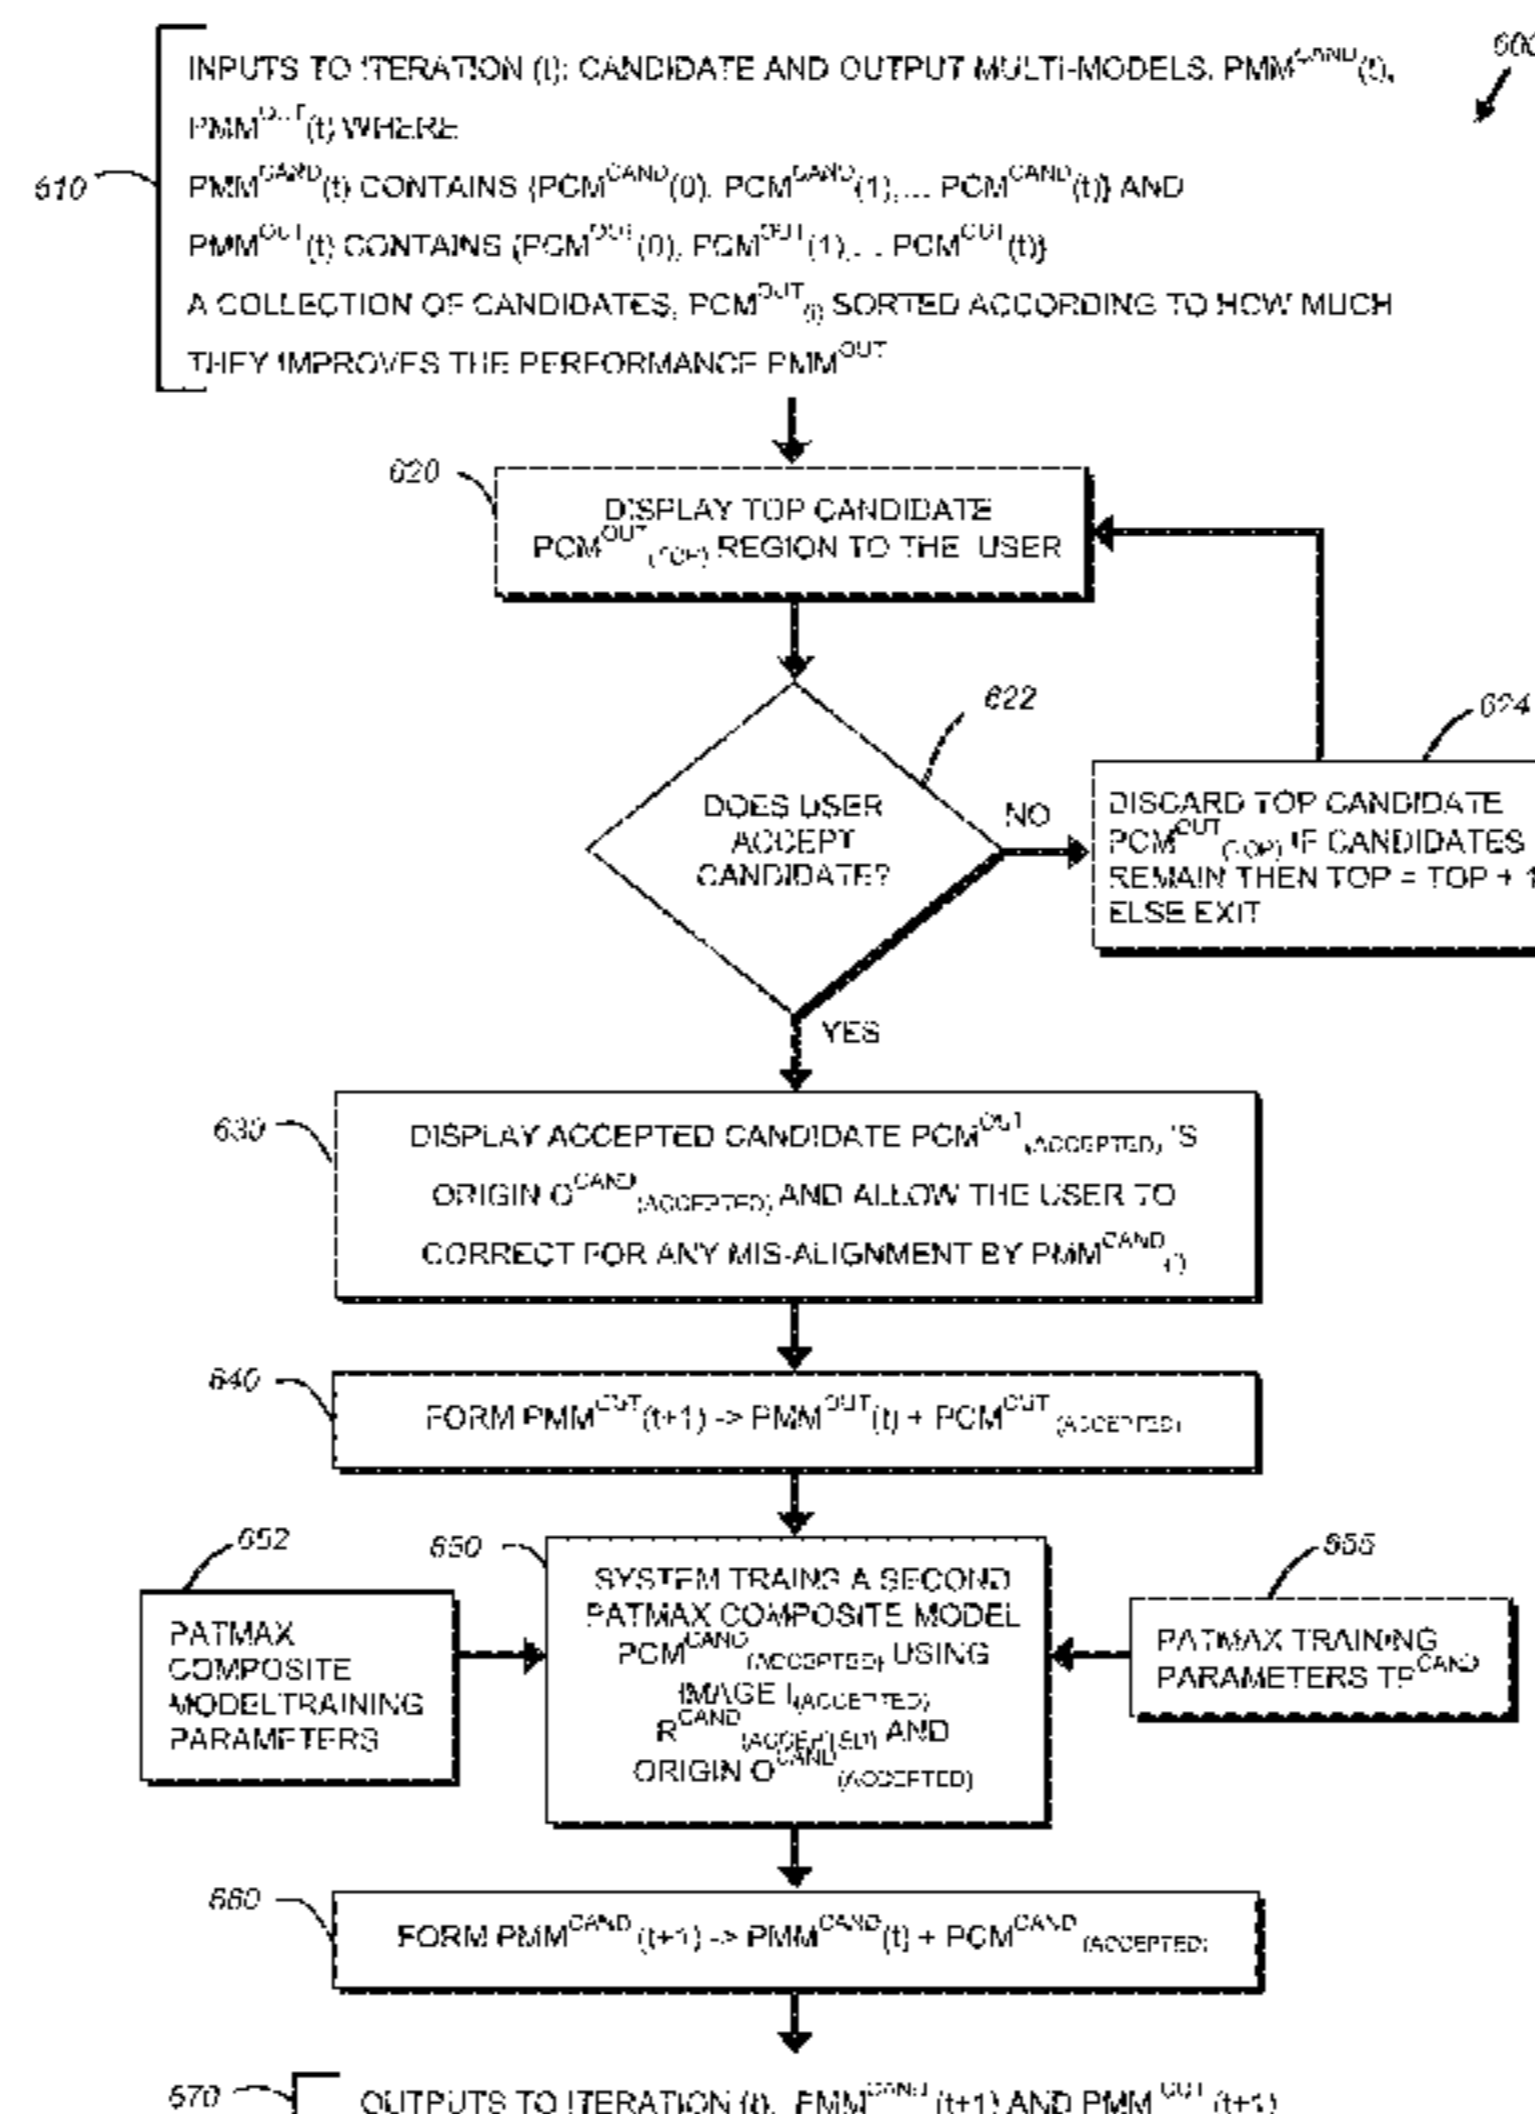 600
INPUTS TO ITERATION (t): CANDIDATE AND OUTPUT MULTI-MODELS, PMM^CAND(t),
PMM^OUT(t) WHERE
610
PMM^CAND(t) CONTAINS {PCM^CAND(0), PCM^CAND(1),... PCM^CAND(t)} AND
PMM^OUT(t) CONTAINS {PCM^OUT(0), PCM^OUT(1),... PCM^OUT(t)}
A COLLECTION OF CANDIDATES, PCM^OUT(i) SORTED ACCORDING TO HOW MUCH
THEY IMPROVES THE PERFORMANCE PMM^OUT
620
DISPLAY TOP CANDIDATE
PCM^OUT(TOP) REGION TO THE USER
622
DOES USER
ACCEPT
CANDIDATE?
NO
YES
624
DISCARD TOP CANDIDATE
PCM^OUT(TOP) IF CANDIDATES
REMAIN THEN TOP = TOP + 1
ELSE EXIT
630
DISPLAY ACCEPTED CANDIDATE PCM^OUT(ACCEPTED) 'S
ORIGIN O^CAND(ACCEPTED) AND ALLOW THE USER TO
CORRECT FOR ANY MIS-ALIGNMENT BY PMM^CAND
640
FORM PMM^OUT(t+1) -> PMM^OUT(t) + PCM^OUT(ACCEPTED)
652
PATMAX
COMPOSITE
MODELTRAINING
PARAMETERS
650
SYSTEM TRAINS A SECOND
PATMAX COMPOSITE MODEL
PCM^CAND(ACCEPTED) USING
IMAGE I(ACCEPTED)
R^CAND(ACCEPTED) AND
ORIGIN O^CAND(ACCEPTED)
PATMAX TRAINING
PARAMETERS TP^CAND
660
FORM PMM^CAND(t+1) -> PMM^CAND(t) + PCM^CAND(ACCEPTED)
670
OUTPUTS TO ITERATION (t), PMM^CAND(t+1) AND PMM^OUT(t+1)